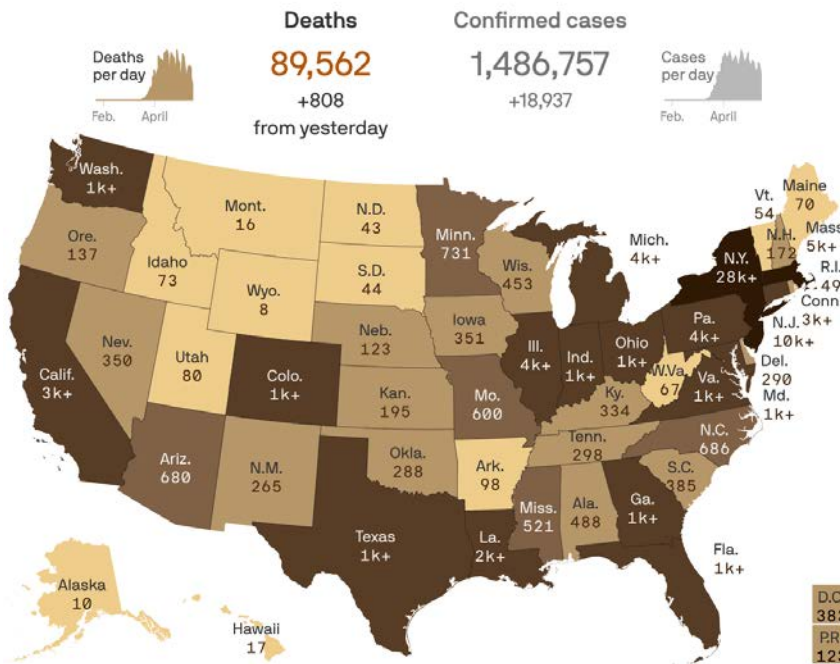 Deaths
Confirmed cases
Deaths
per day
89,562
1,486,757
Cases
per day
+808
+18,937
from yesterday
Feb. April
Feb. April
Wash.
1k+
Mont.
16
N.D.
43
Minn.
731
Vt.
54
Maine
70
Ore.
137
Idaho
73
S.D.
44
Wis.
453
Mich.
4k+
N.Y.
28k+
N.H.
172
Mass
5k+
R.I.
49
Wyo.
8
Conn
3k+
Nev.
350
Utah
80
Neb.
123
Iowa
351
Ill.
4k+
Ind.
1k+
Ohio
1k+
Pa.
4k+
N.J.
10k+
Calif.
3k+
Colo.
1k+
Kan.
195
Mo.
600
Ky.
334
W.Va
67
Va.
1k+
Del.
290
Md.
1k+
Ariz.
680
N.M.
265
Okla.
288
Ark.
98
Tenn.
298
N.C.
686
S.C.
385
Texas
1k+
La.
2k+
Miss.
521
Ala.
488
Ga.
1k+
Fla.
1k+
Alaska
10
Hawaii
17
D.C
383
P.R